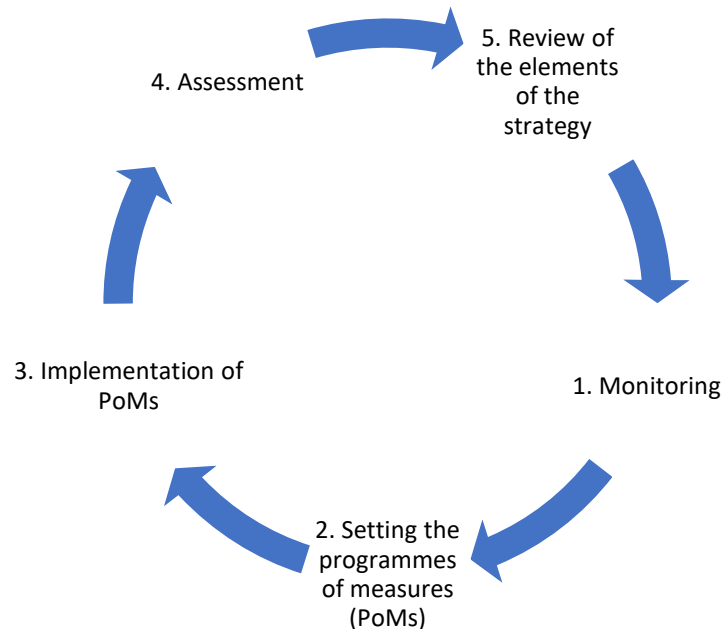 5. Review of
the elements
of the
strategy
4. Assessment
3. Implementation of
PoMs
1. Monitoring
2. Setting the
programmes
of measures
(PoMs)